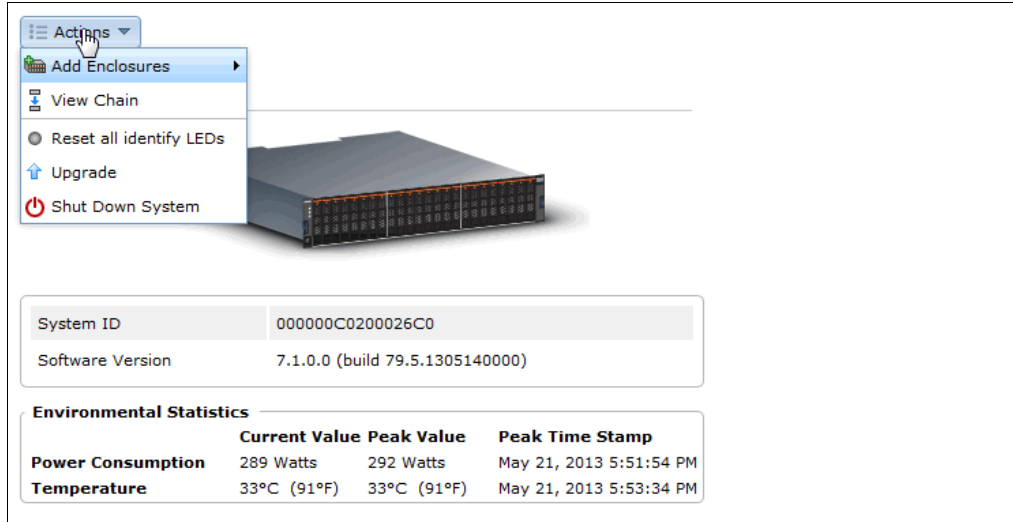 Actions
Add Enclosures
View Chain
Reset all identify LEDs
Upgrade
Shut Down System
System ID 000000C0200026C0
Software Version 7.1.0.0 (build 79.5.1305140000)
Environmental Statistics
Current Value Peak Value Peak Time Stamp
Power Consumption 289 Watts 292 Watts May 21, 2013 5:51:54 PM
Temperature 33°C (91°F) 33°C (91°F) May 21, 2013 5:53:34 PM